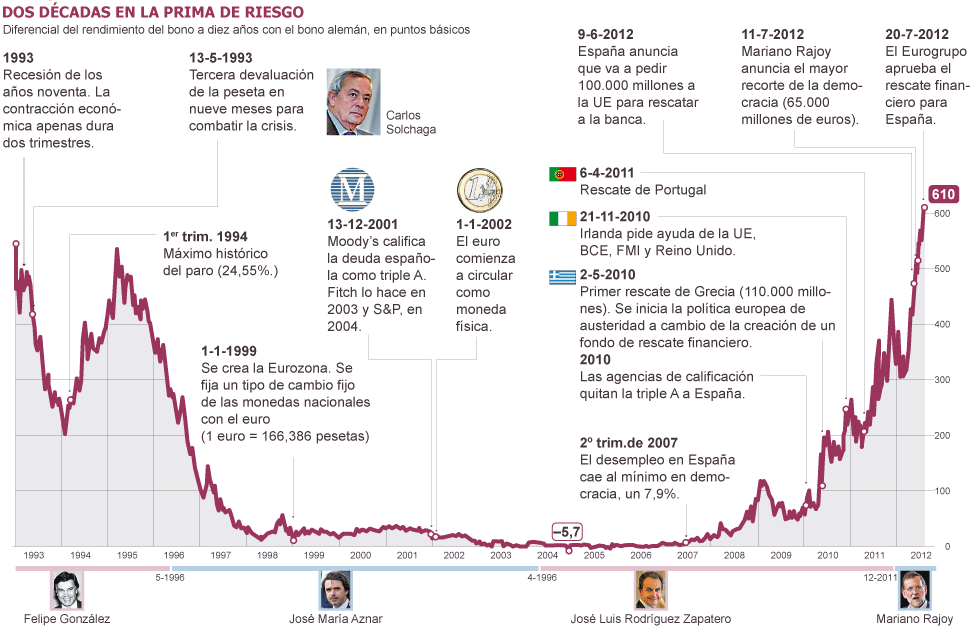 DOS DÉCADAS EN LA PRIMA DE RIESGO
Diferencial del rendimiento del bono a diez años con el bono alemán, en puntos básicos
1993
Recesión de los
años noventa. La
contracción econó-
mica apenas dura
dos trimestres.
13-5-1993
Tercera devaluación
de la peseta en
nueve meses para
combatir la crisis.
Carlos
Solchaga
9-6-2012
España anuncia
que va a pedir
100.000 millones
a la UE para rescatar
a la banca.
11-7-2012
Mariano Rajoy
anuncia el mayor
recorte de la demo-
cracia (65.000
millones de euros).
20-7-2012
El Eurogrupo
aprueba el
rescate finan-
ciero para
España.
1er trim. 1994
Máximo histórico
del paro (24,55%.)
M
13-12-2001
Moody's califica
la deuda españo-
la como triple A.
Fitch lo hace en
2003 y S&P, en
2004.
1-1-2002
El euro
comienza
a circular
como
moneda
física.
6-4-2011
Rescate de Portugal
21-11-2010
Irlanda pide ayuda de la UE,
BCE, FMI y Reino Unido.
2-5-2010
Primer rescate de Grecia (110.000 millo-
nes). Se inicia la política europea de
austeridad a cambio de la creación de un
fondo de rescate financiero.
2010
Las agencias de calificación
quitan la triple A a España.
1-1-1999
Se crea la Eurozona. Se
fija un tipo de cambio fijo
de las monedas nacionales
con el euro
(1 euro = 166,386 pesetas)
2º trim.de 2007
El desempleo en España
cae al mínimo en demo-
cracia, un 7,9%.
610
600
500
400
300
200
100
0
–5,7
1993 1994 1995 1996 1997 1998 1999 2000 2001 2002 2003 2004 2005 2006 2007 2008 2009 2010 2011 2012
5-1996
4-1996
12-2011
Felipe González
José María Aznar
José Luis Rodríguez Zapatero
Mariano Rajoy